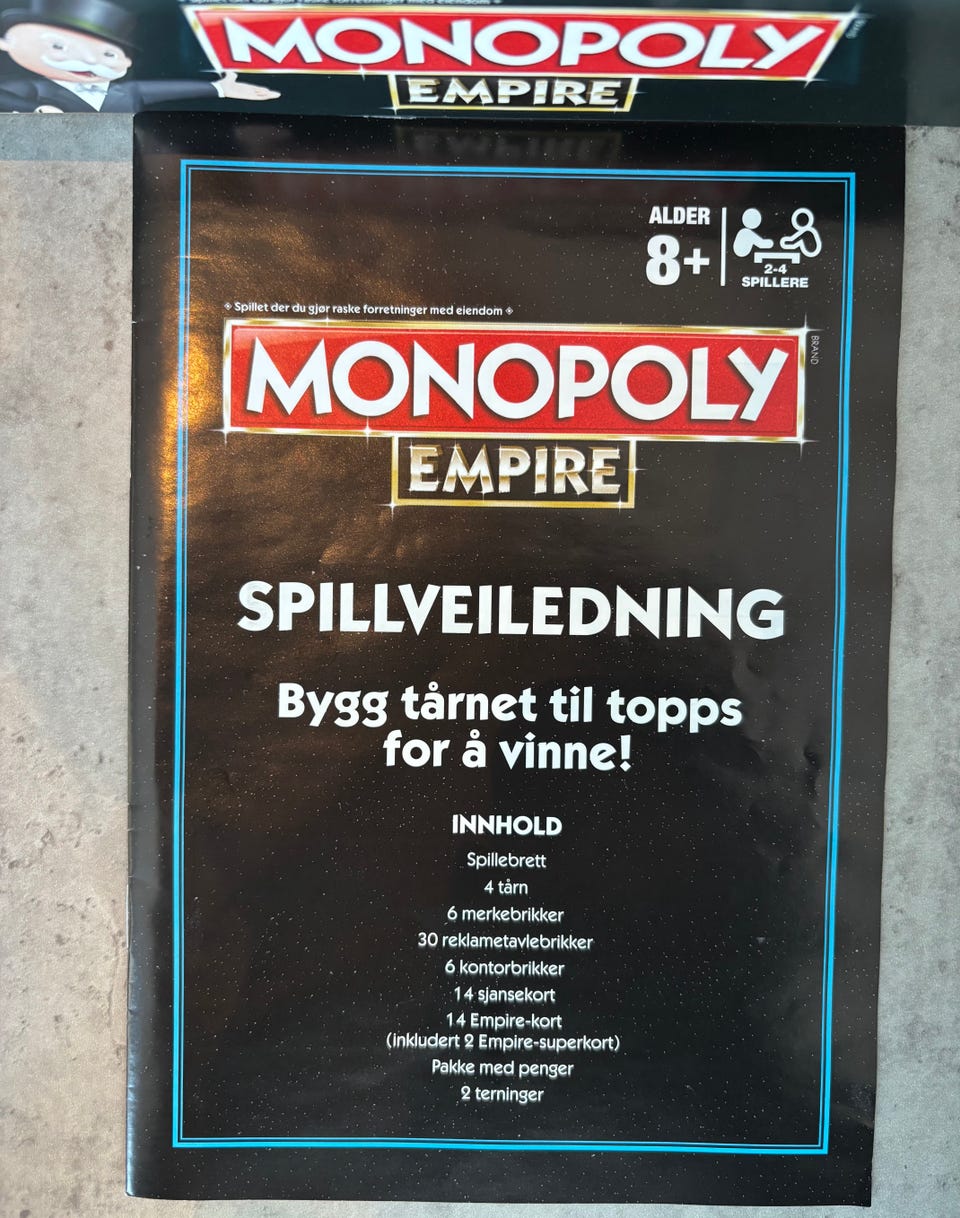 MONOPOLY
BRAND
EMPIRE
ALDER
8+
2-4
SPILLERE
Spillet der du gjør raske forretninger med eiendom
MONOPOLY
BRAND
EMPIRE
SPILLVEILEDNING
Bygg tårnet til topps
for å vinne!
INNHOLD
Spillebrett
4 tårn
6 merkebrikker
30 reklametavlebrikker
6 kontorbrikker
14 sjansekort
14 Empire-kort
(inkludert 2 Empire-superkort)
Pakke med penger
2 terninger